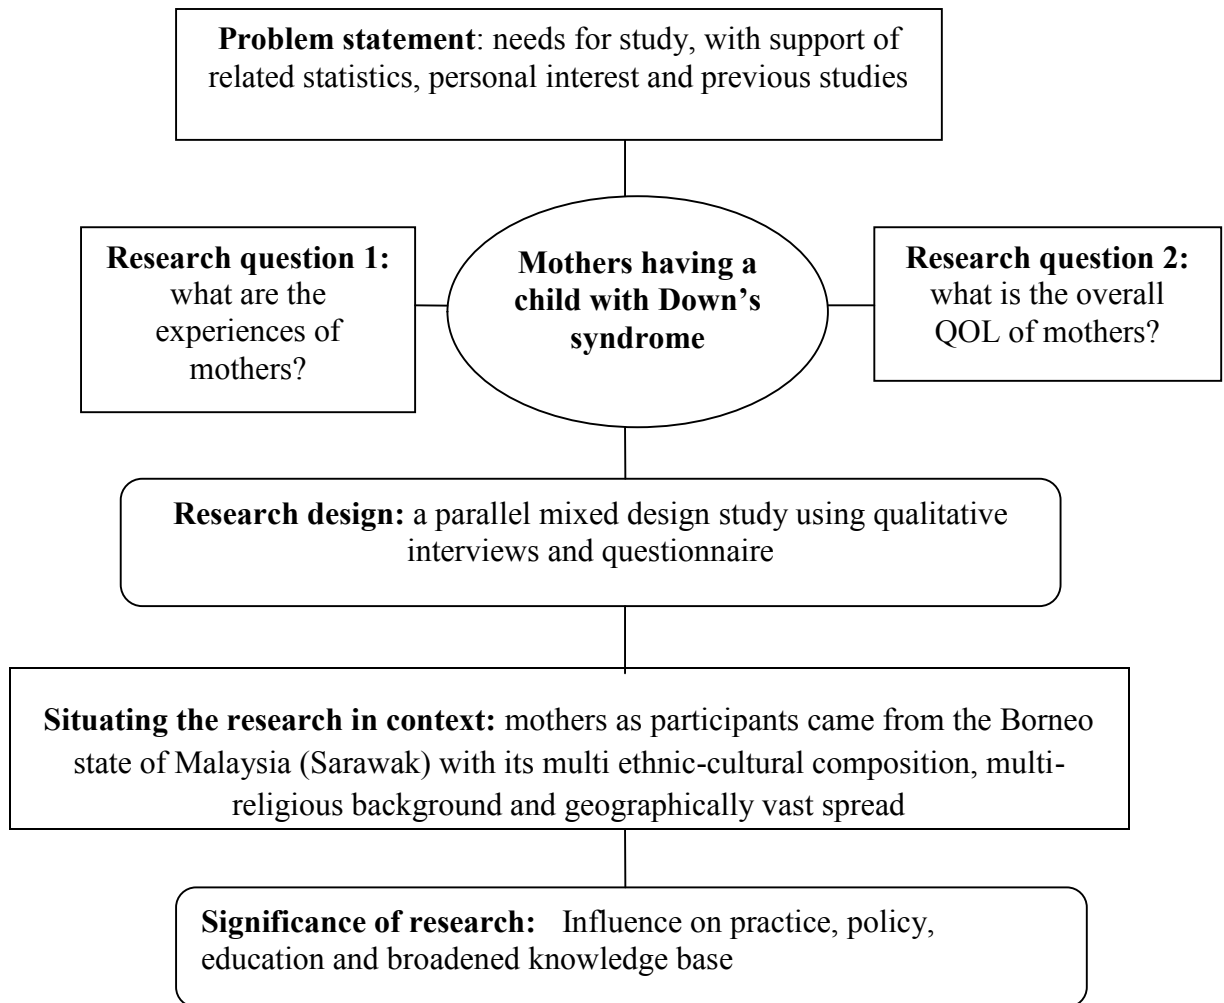 Problem statement: needs for study, with support of
related statistics, personal interest and previous studies
Research question 1:
what are the
experiences of
mothers?
Mothers having a
child with Down’s
syndrome
Research question 2:
what is the overall
QOL of mothers?
Research design: a parallel mixed design study using qualitative
interviews and questionnaire
Situating the research in context: mothers as participants came from the Borneo
state of Malaysia (Sarawak) with its multi ethnic-cultural composition, multi-
religious background and geographically vast spread
Significance of research: Influence on practice, policy,
education and broadened knowledge base